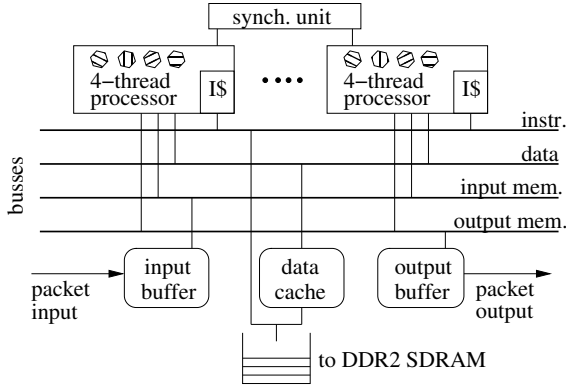 synch. unit
4−thread
processor
I$
4−thread
processor
I$
instr.
data
input mem.
output mem.
busses
input
buffer
data
cache
output
buffer
packet
input
packet
output
to DDR2 SDRAM